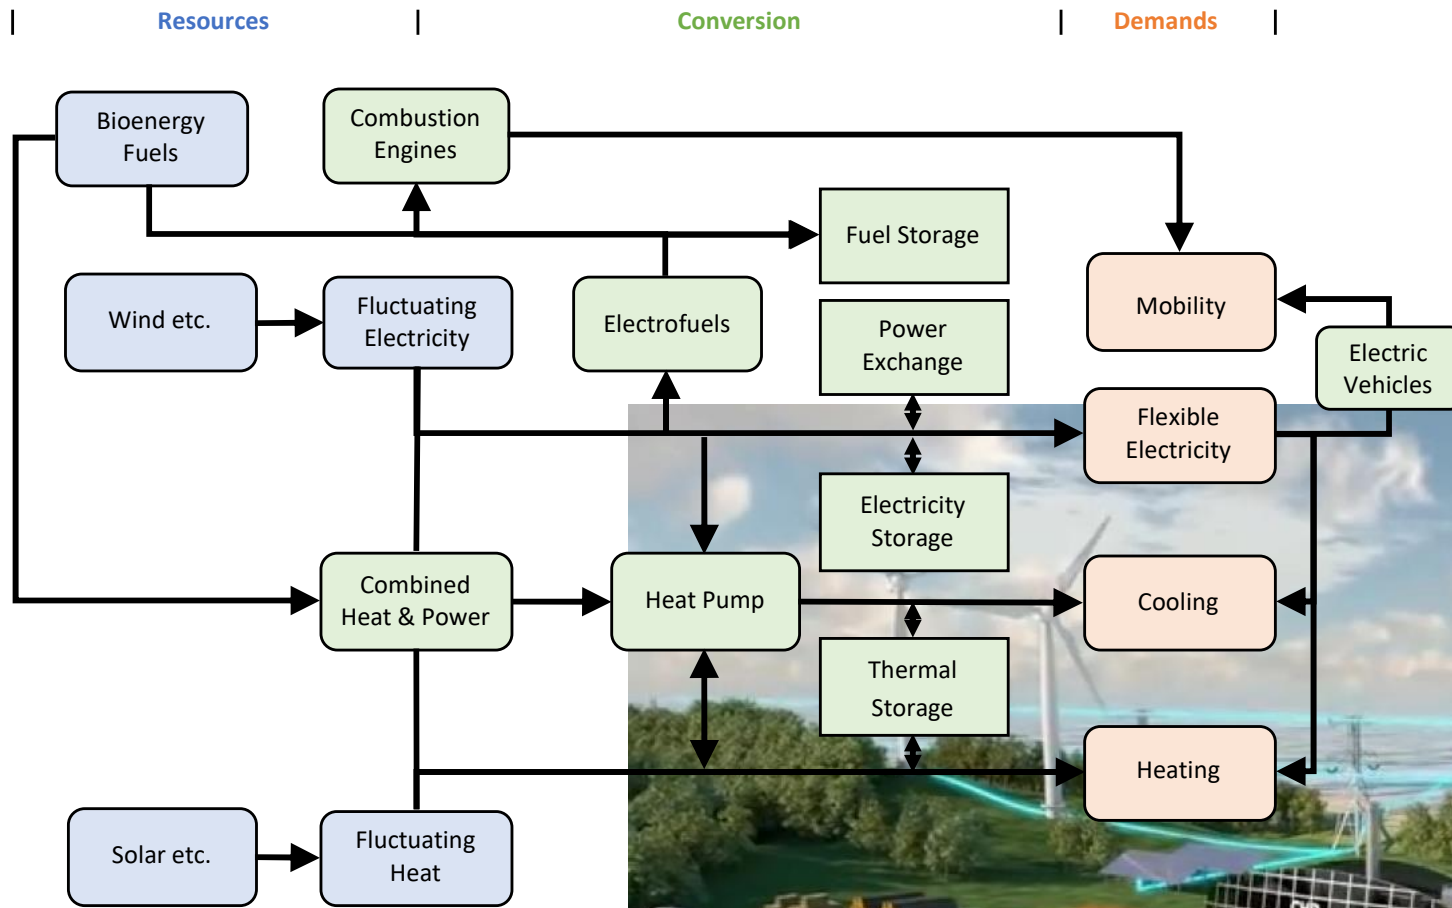 Resources
Conversion
Demands
Bioenergy
Fuels
Combustion
Engines
Fuel Storage
Wind etc.
Fluctuating
Electricity
Electrofuels
Power
Exchange
Mobility
Electric
Vehicles
Flexible
Electricity
Electricity
Storage
Combined
Heat & Power
Heat Pump
Cooling
Thermal
Storage
Heating
Solar etc.
Fluctuating
Heat